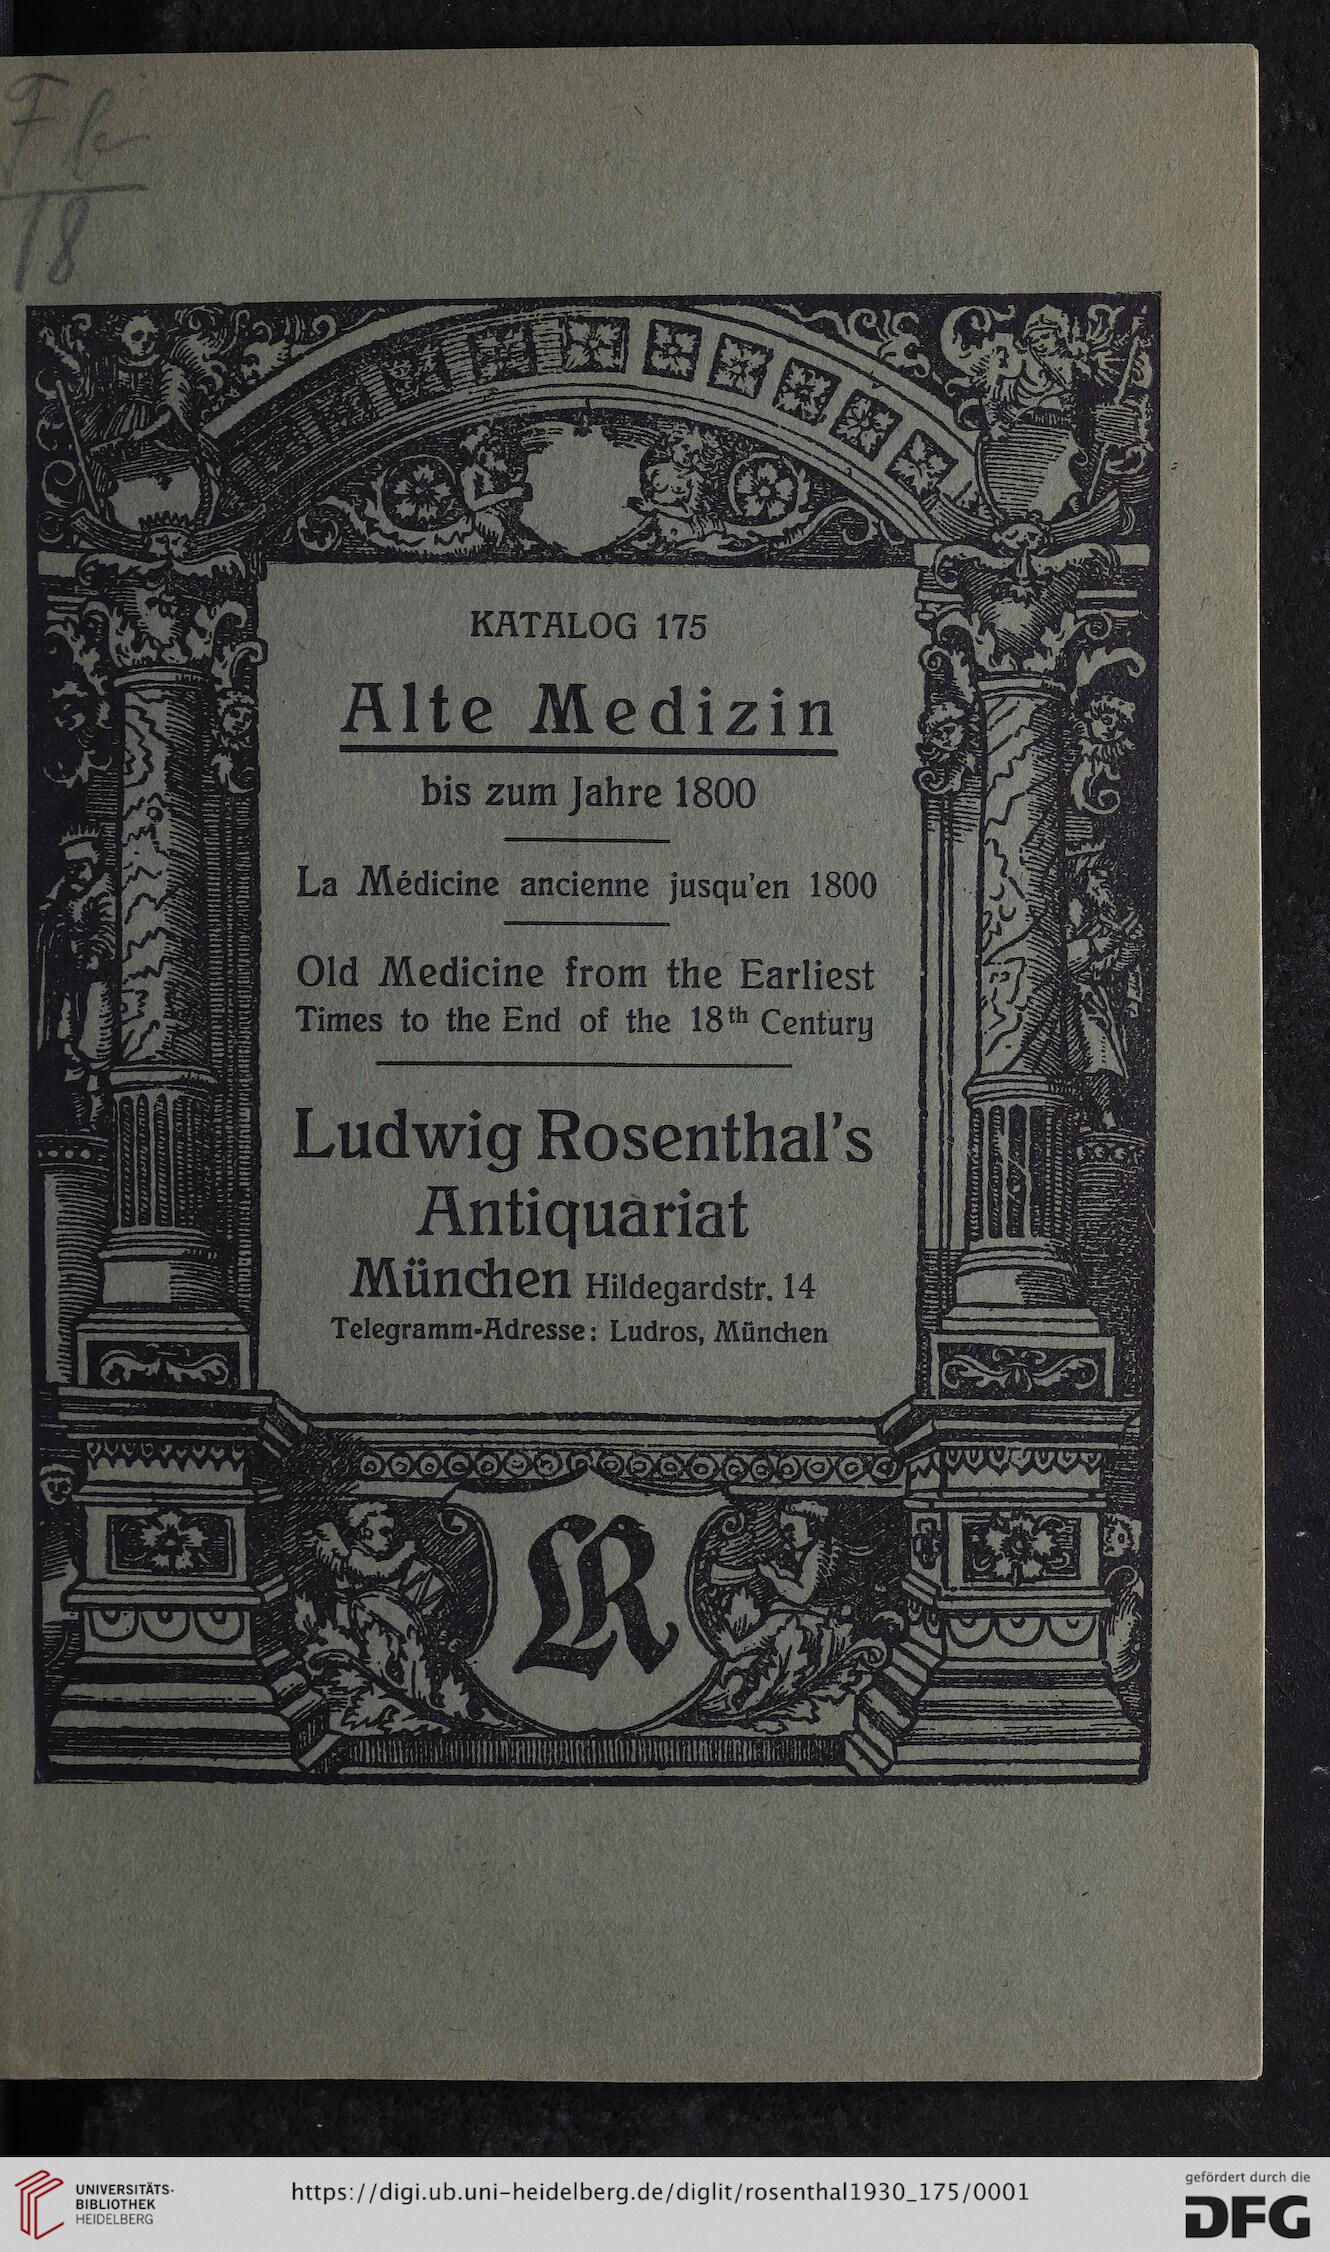 18
KATALOG 175
Alte Medizin
bis zum Jahre 1800
La Médicine ancienne jusqu'en 1800
Old Medicine from the Earliest
Times to the End of the 18th Century
Ludwig Rosenthal's
Antiquariat
München Hildegardstr. 14
Telegramm-Adresse: Ludros, München
R
UNIVERSITÄTS-
BIBLIOTHEK
HEIDELBERG
https://digi.ub.uni-heidelberg.de/diglit/rosenthal1930_175/0001
gefördert durch die
DFG